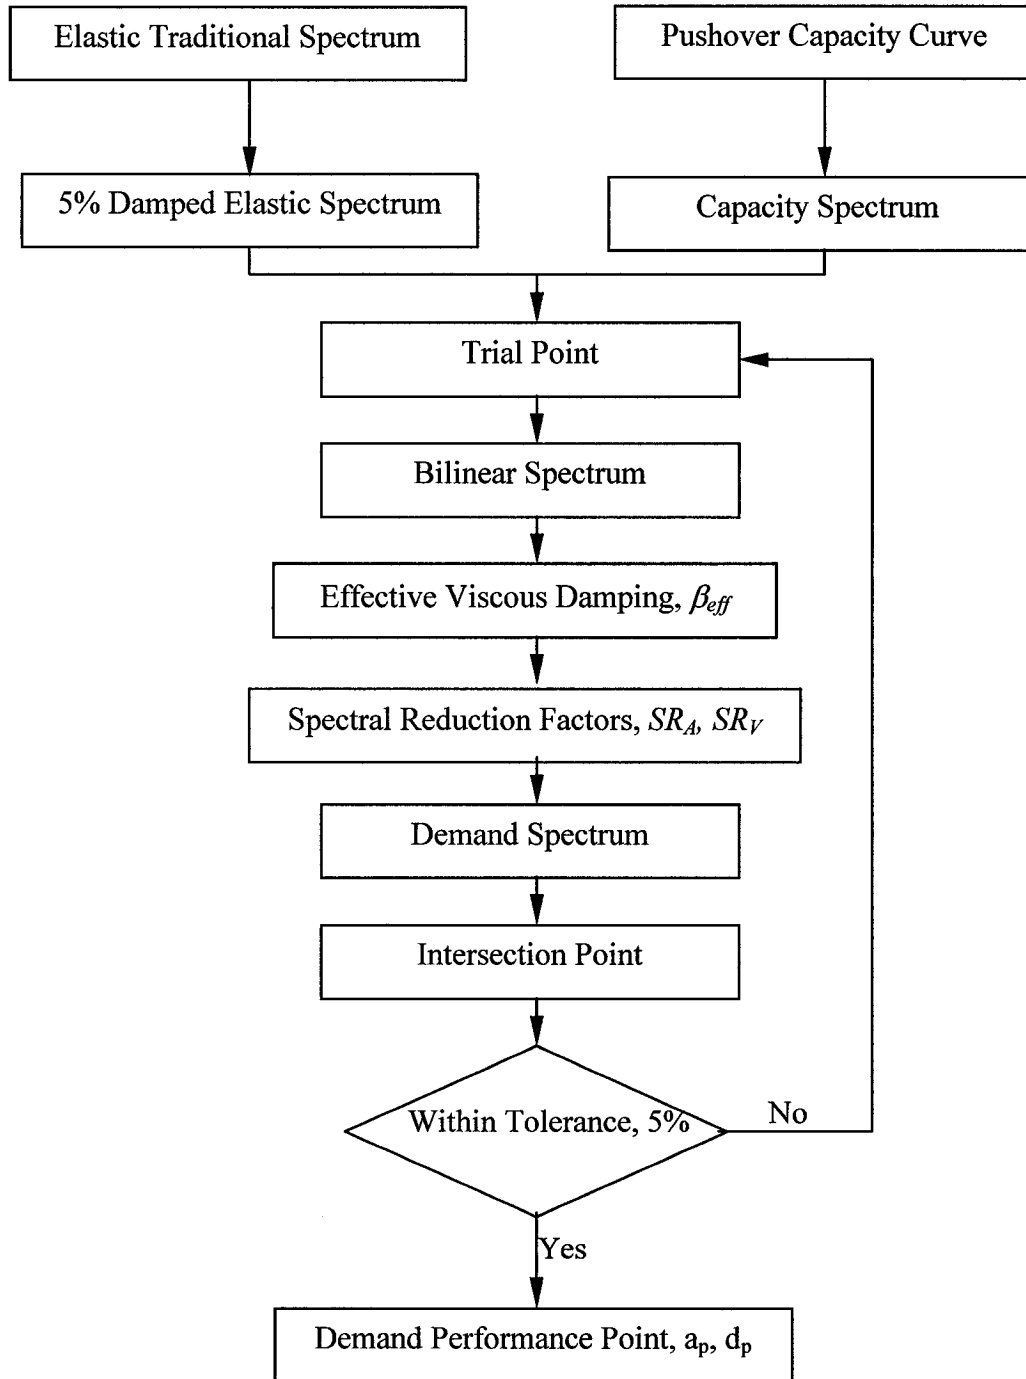 Elastic Traditional Spectrum
Pushover Capacity Curve
5% Damped Elastic Spectrum
Capacity Spectrum
Trial Point
Bilinear Spectrum
Effective Viscous Damping, βeff
Spectral Reduction Factors, SRA, SRV
Demand Spectrum
Intersection Point
Within Tolerance, 5%
No
Yes
Demand Performance Point, ap, dp